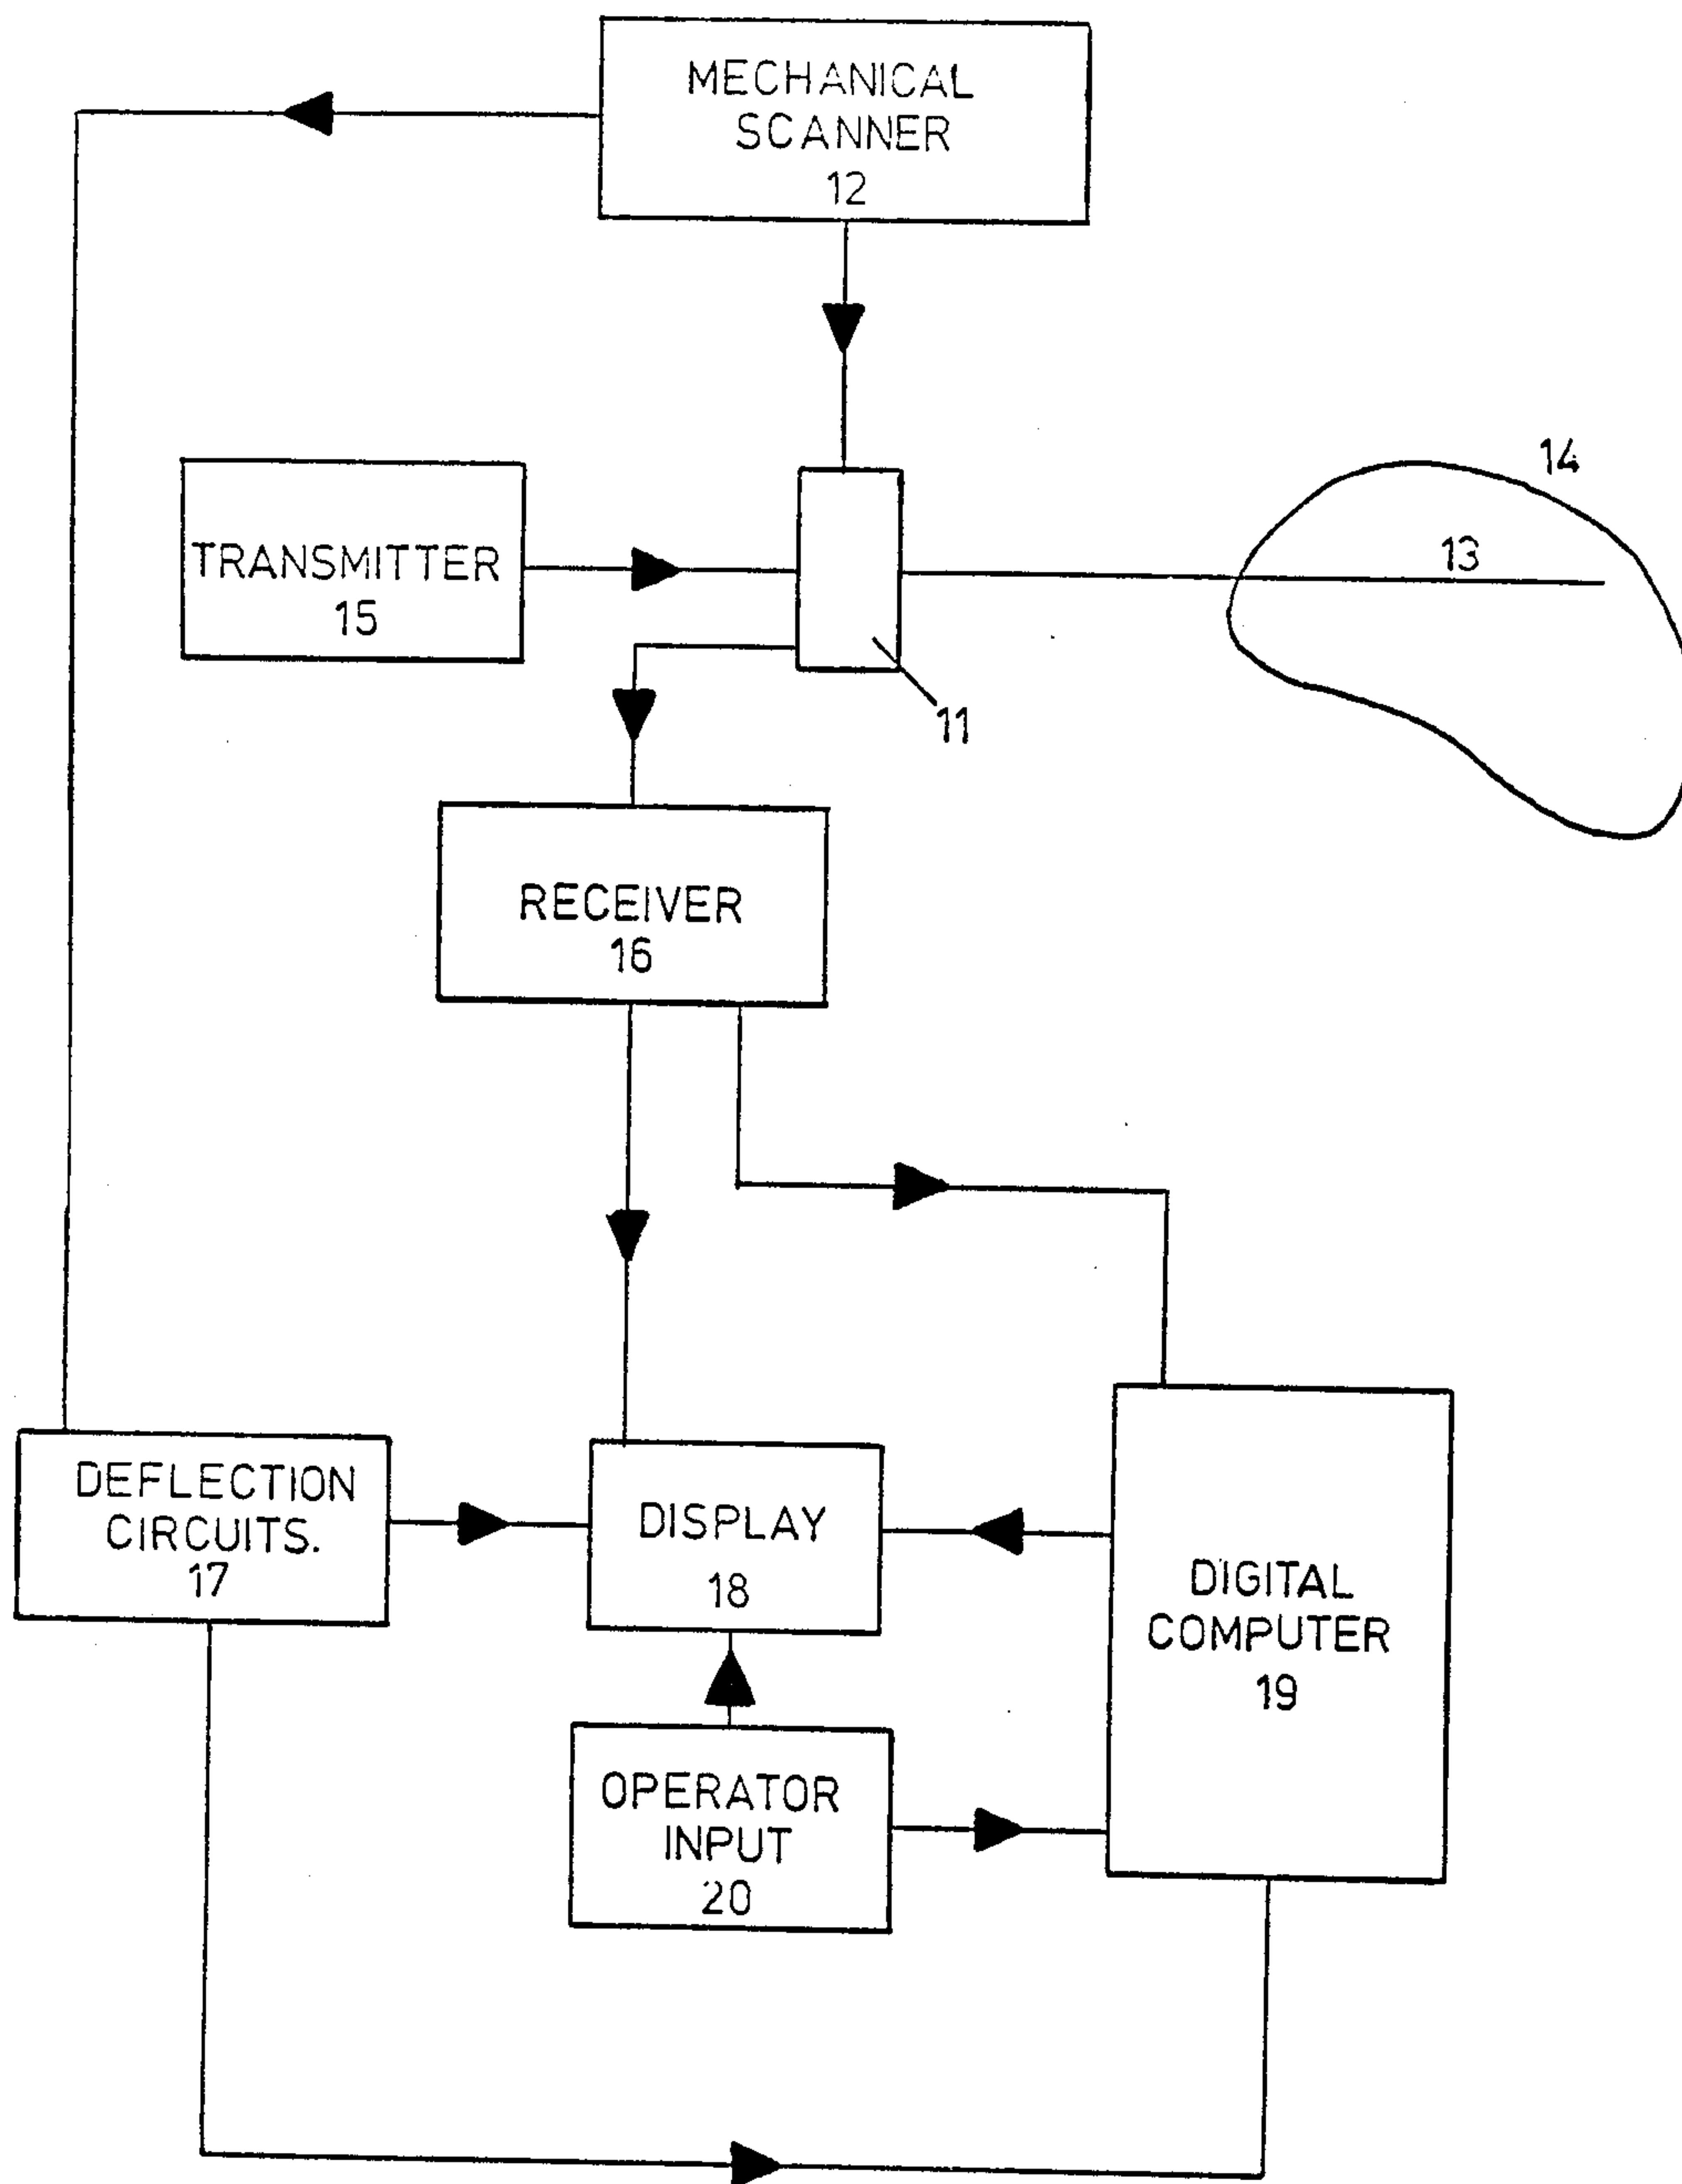 MECHANICAL
SCANNER
12
14
13
TRANSMITTER
15
11
RECEIVER
16
DEFLECTION
CIRCUITS.
17
DISPLAY
18
DIGITAL
COMPUTER
19
OPERATOR
INPUT
20